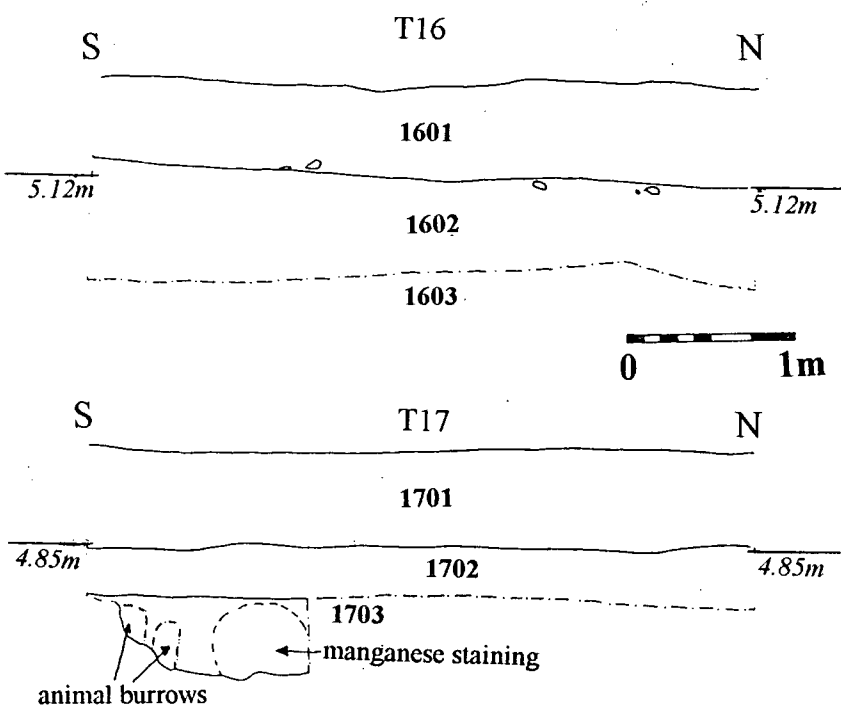 T16
S N
1601
5.12m 5.12m
1602
1603
0 1m
S T17 N
1701
4.85m 4.85m
1702
1703
manganese staining
animal burrows